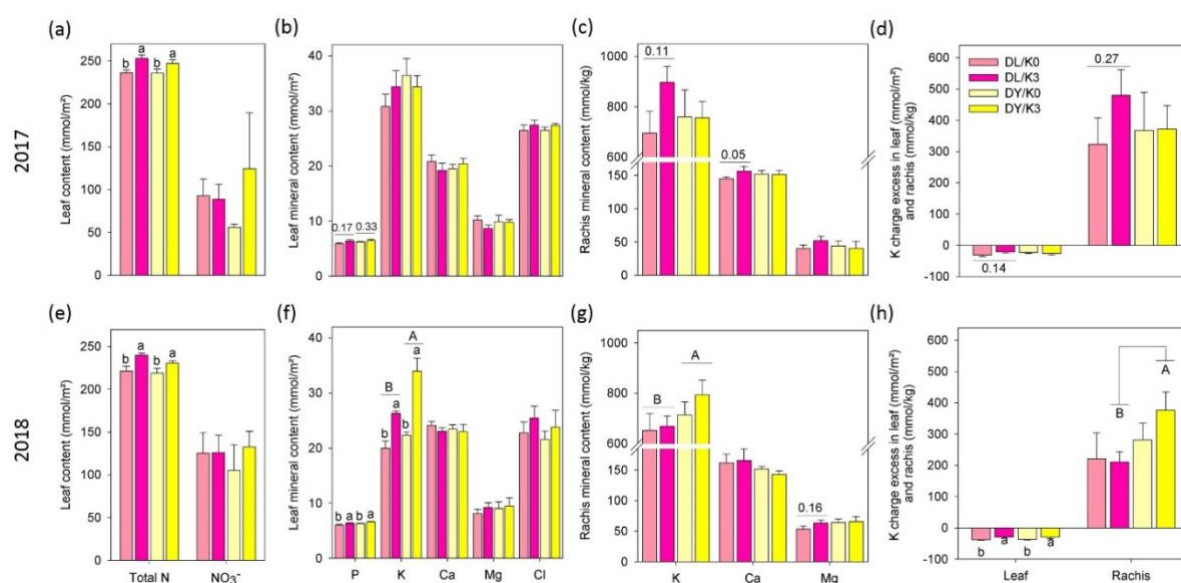 (a)
(b)
(c)
(d)
2017
Leaf content (mmol/m²)
250
200
150
100
50
0
b
a
b
a
Leaf mineral content (mmol/m²)
40
30
20
10
0
0.17
0.33
Rachis mineral content (mmol/kg)
1000
800
600
150
100
50
0
0.11
0.05
K charge excess in leaf (mmol/m²)
and rachis (mmol/kg)
600
500
400
300
200
100
0
-100
DL/K0
DL/K3
DY/K0
DY/K3
0.27
0.14
(e)
(f)
(g)
(h)
2018
Leaf content (mmol/m²)
250
200
150
100
50
0
b
a
b
a
Total N
NO₃⁻
Leaf mineral content (mmol/m²)
40
30
20
10
0
b a b a
B
b
a
A
b
a
P
K
Ca
Mg
Cl
Rachis mineral content (mmol/kg)
1000
800
600
150
100
50
0
B
A
0.16
K
Ca
Mg
K charge excess in leaf (mmol/m²)
and rachis (mmol/kg)
600
500
400
300
200
100
0
-100
B
A
b
a
b
a
Leaf
Rachis